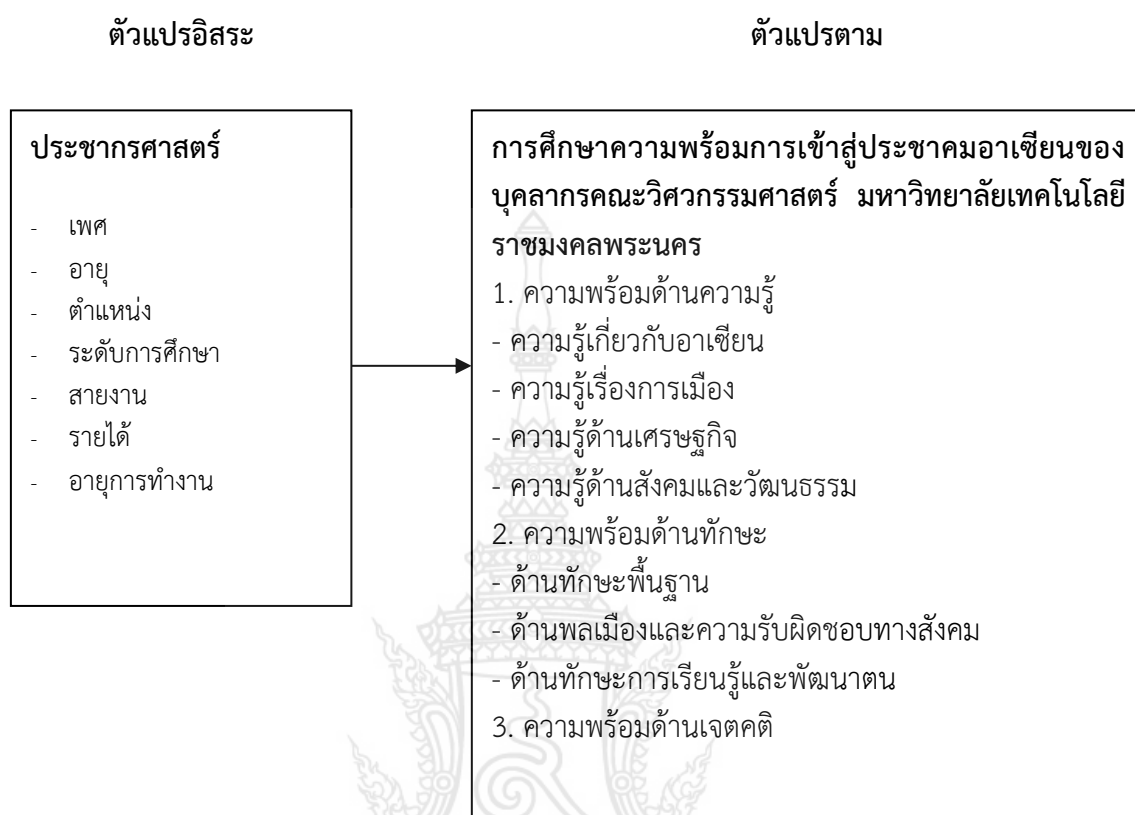 ตัวแปรอิสระ
ตัวแปรตาม
ประชากรศาสตร์
- เพศ
- อายุ
- ตำแหน่ง
- ระดับการศึกษา
- สายงาน
- รายได้
- อายุการทำงาน
การศึกษาความพร้อมการเข้าสู่ประชาคมอาเซียนของ
บุคลากรคณะวิศวกรรมศาสตร์ มหาวิทยาลัยเทคโนโลยี
ราชมงคลพระนคร
1. ความพร้อมด้านความรู้
- ความรู้เกี่ยวกับอาเซียน
- ความรู้เรื่องการเมือง
- ความรู้ด้านเศรษฐกิจ
- ความรู้ด้านสังคมและวัฒนธรรม
2. ความพร้อมด้านทักษะ
- ด้านทักษะพื้นฐาน
- ด้านพลเมืองและความรับผิดชอบทางสังคม
- ด้านทักษะการเรียนรู้และพัฒนาตน
3. ความพร้อมด้านเจตคติ